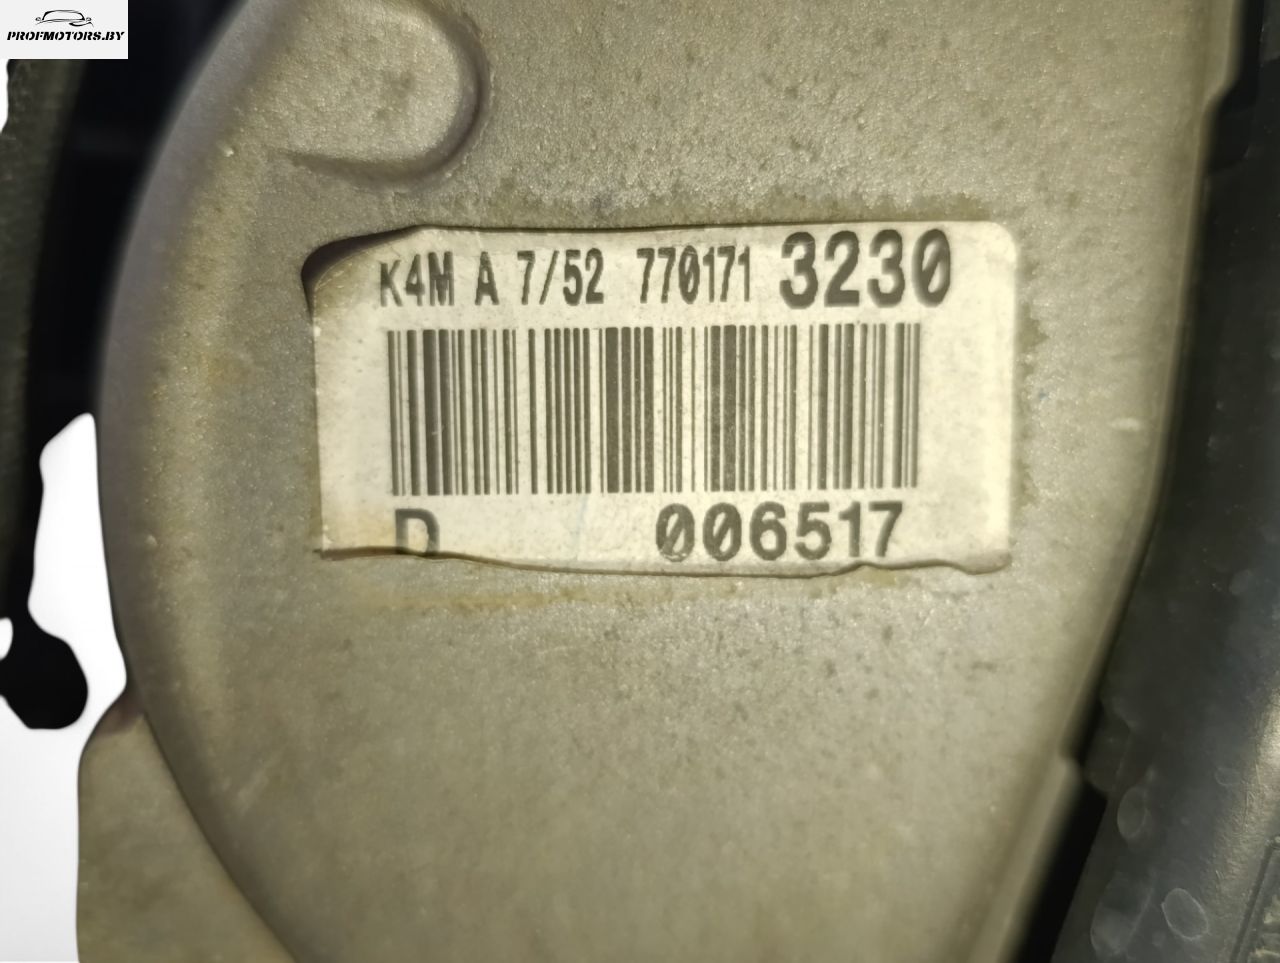 PROFMOTORS.BY
K4M A 7/52 770171 3230
D 006517